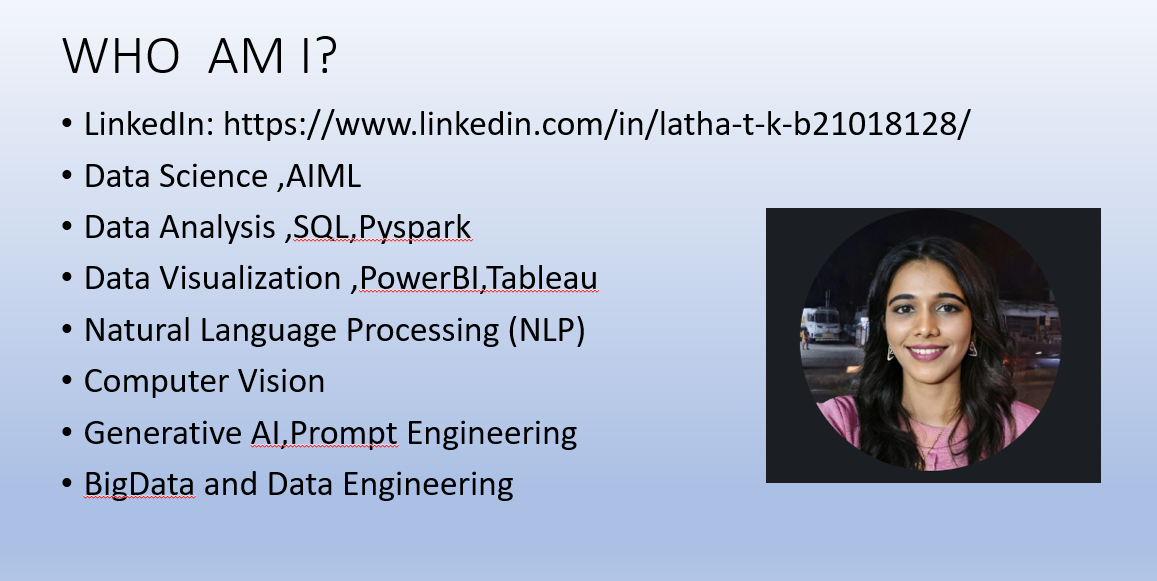 WHO  AM I?
• LinkedIn: https://www.linkedin.com/in/latha-t-k-b21018128/
• Data Science ,AIML
• Data Analysis ,SQL,Pyspark
• Data Visualization ,PowerBI,Tableau
• Natural Language Processing (NLP)
• Computer Vision
• Generative AI,Prompt Engineering
• BigData and Data Engineering